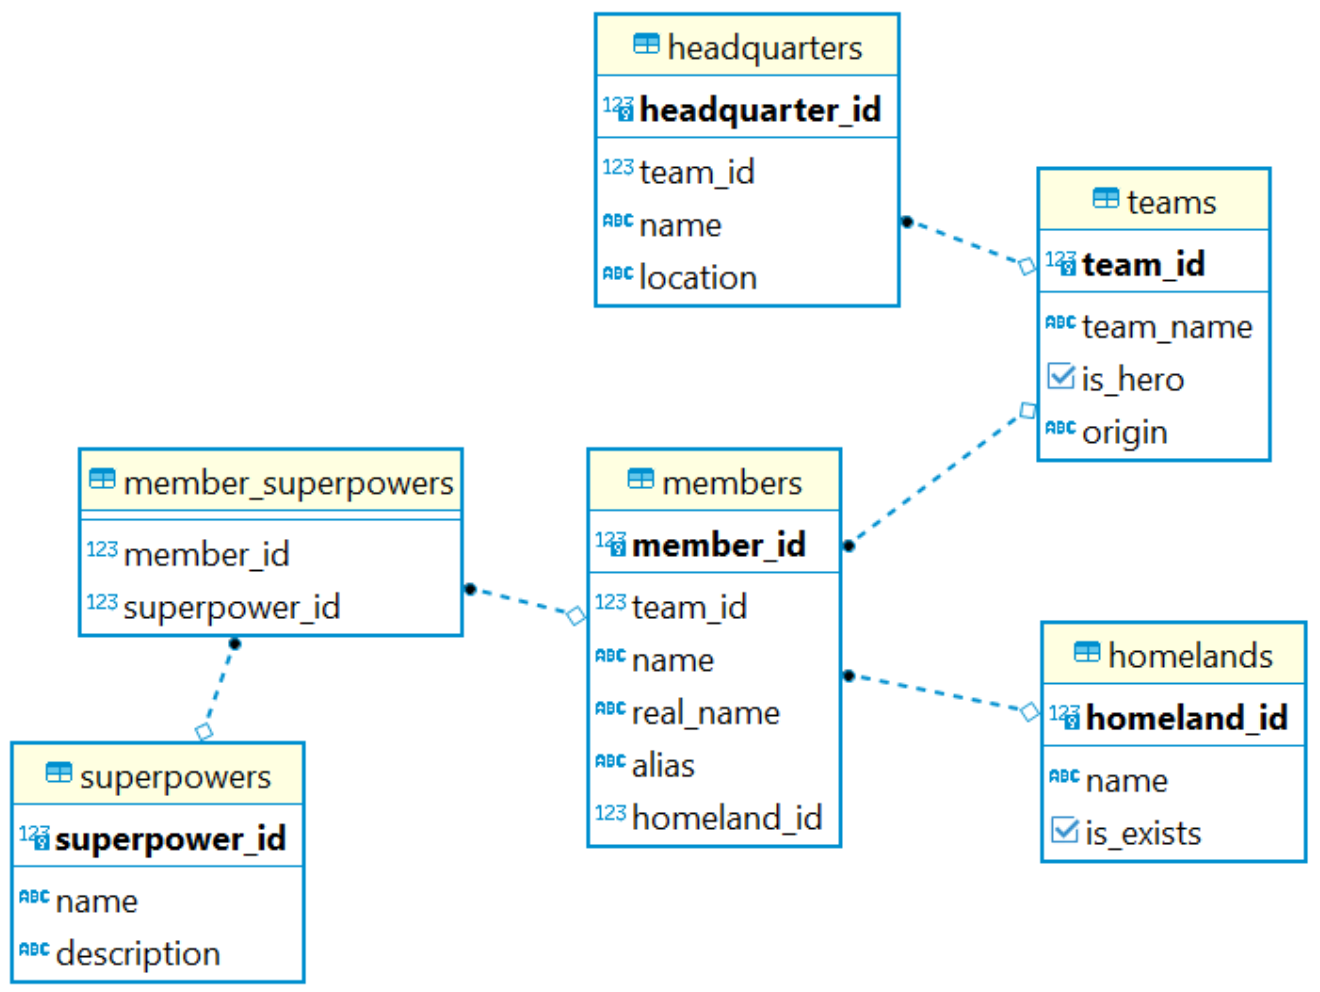 headquarters
123 headquarter_id
123 team_id
ABC name
ABC location
teams
123 team_id
ABC team_name
is_hero
ABC origin
member_superpowers
123 member_id
123 superpower_id
members
123 member_id
123 team_id
ABC name
ABC real_name
ABC alias
123 homeland_id
homelands
123 homeland_id
ABC name
is_exists
superpowers
123 superpower_id
ABC name
ABC description